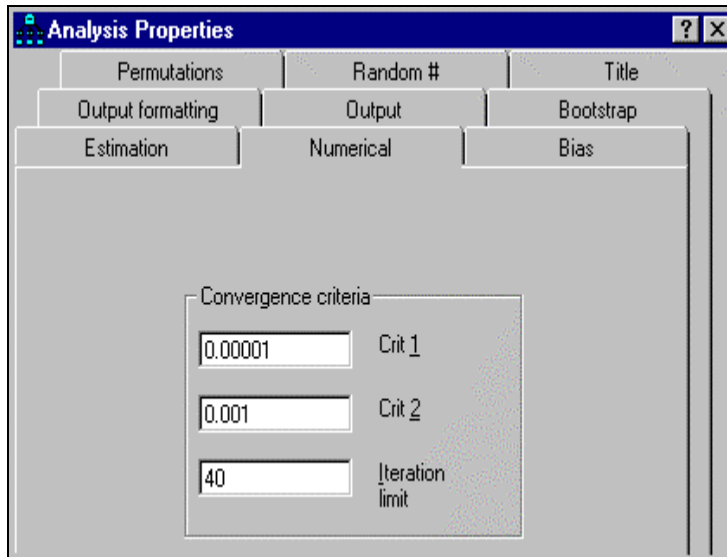 Analysis Properties
Permutations Random # Title
Output formatting Output Bootstrap
Estimation Numerical Bias
Convergence criteria
0.00001 Crit 1
0.001 Crit 2
40 Iteration
limit